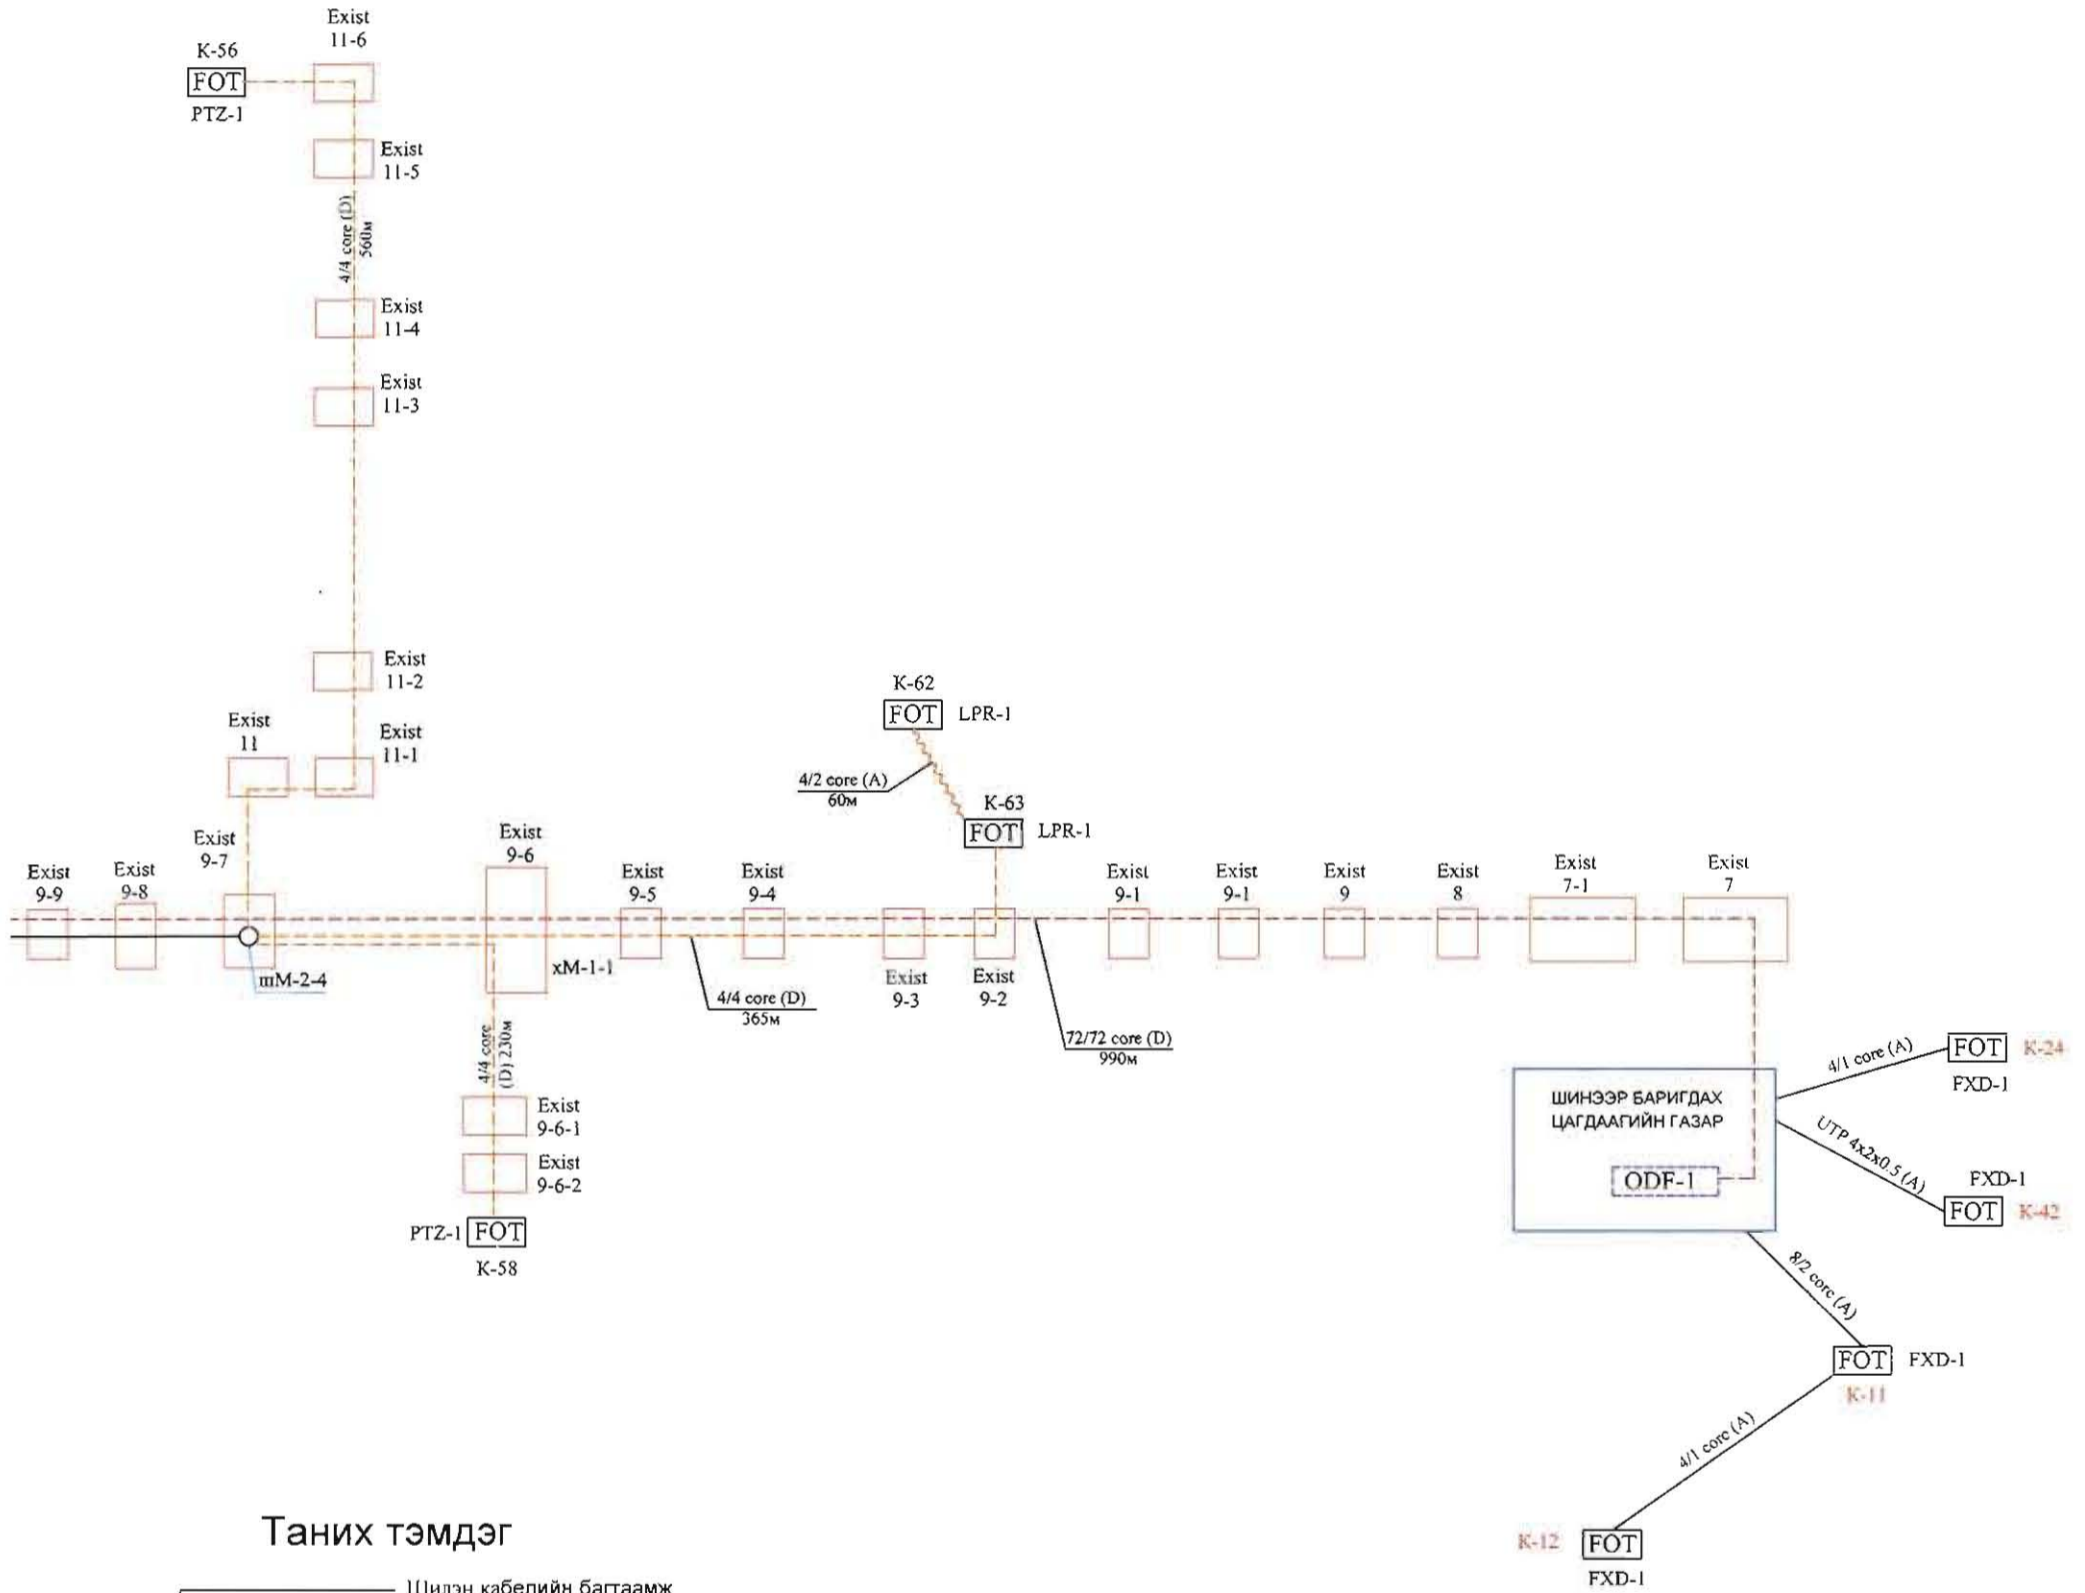 Exist
11-6
K-56
FOT
PTZ-1
Exist
11-5
4/4 core (D)
560м
Exist
11-4
Exist
11-3
Exist
11-2
Exist
11
Exist
11-1
K-62
FOT LPR-1
4/2 core (A)
60м
K-63
FOT LPR-1
Exist
9-9
Exist
9-8
Exist
9-7
Exist
9-6
Exist
9-5
Exist
9-4
Exist
9-1
Exist
9-1
Exist
9
Exist
8
Exist
7-1
Exist
7
шМ-2-4
хМ-1-1
Exist
9-3
Exist
9-2
4/4 core (D)
365м
72/72 core (D)
990м
4/4 core
(D) 230м
Exist
9-6-1
Exist
9-6-2
PTZ-1 FOT
K-58
ШИНЭЭР БАРИГДАХ
ЦАГДААГИЙН ГАЗАР
ODF-1
4/1 core (A)
FOT K-24
FXD-1
UTP 4x2x0.5 (A)
FXD-1
FOT K-42
8/2 core (A)
FOT FXD-1
K-11
4/1 core (A)
K-12 FOT
FXD-1
Таних тэмдэг
Шилэн кабелийн багтаамж